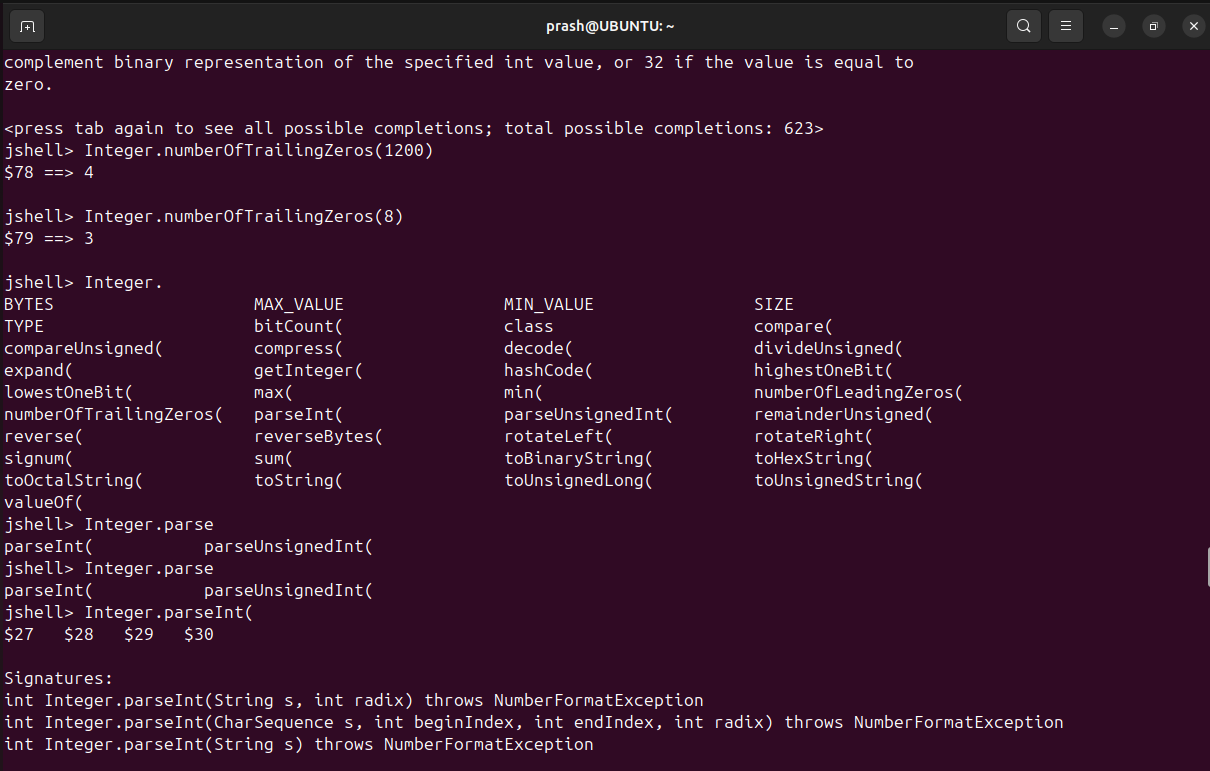 prash@UBUNTU: ~
complement binary representation of the specified int value, or 32 if the value is equal to
zero.
<press tab again to see all possible completions; total possible completions: 623>
jshell> Integer.numberOfTrailingZeros(1200)
$78 ==> 4
jshell> Integer.numberOfTrailingZeros(8)
$79 ==> 3
jshell> Integer.
BYTES MAX_VALUE MIN_VALUE SIZE
TYPE bitCount( class compare(
compareUnsigned( compress( decode( divideUnsigned(
expand( getInteger( hashCode( highestOneBit(
lowestOneBit( max( min( numberOfLeadingZeros(
numberOfTrailingZeros( parseInt( parseUnsignedInt( remainderUnsigned(
reverse( reverseBytes( rotateLeft( rotateRight(
signum( sum( toBinaryString( toHexString(
toOctalString( toString( toUnsignedLong( toUnsignedString(
valueOf(
jshell> Integer.parse
parseInt( parseUnsignedInt(
jshell> Integer.parse
parseInt( parseUnsignedInt(
jshell> Integer.parseInt(
$27 $28 $29 $30
Signatures:
int Integer.parseInt(String s, int radix) throws NumberFormatException
int Integer.parseInt(CharSequence s, int beginIndex, int endIndex, int radix) throws NumberFormatException
int Integer.parseInt(String s) throws NumberFormatException